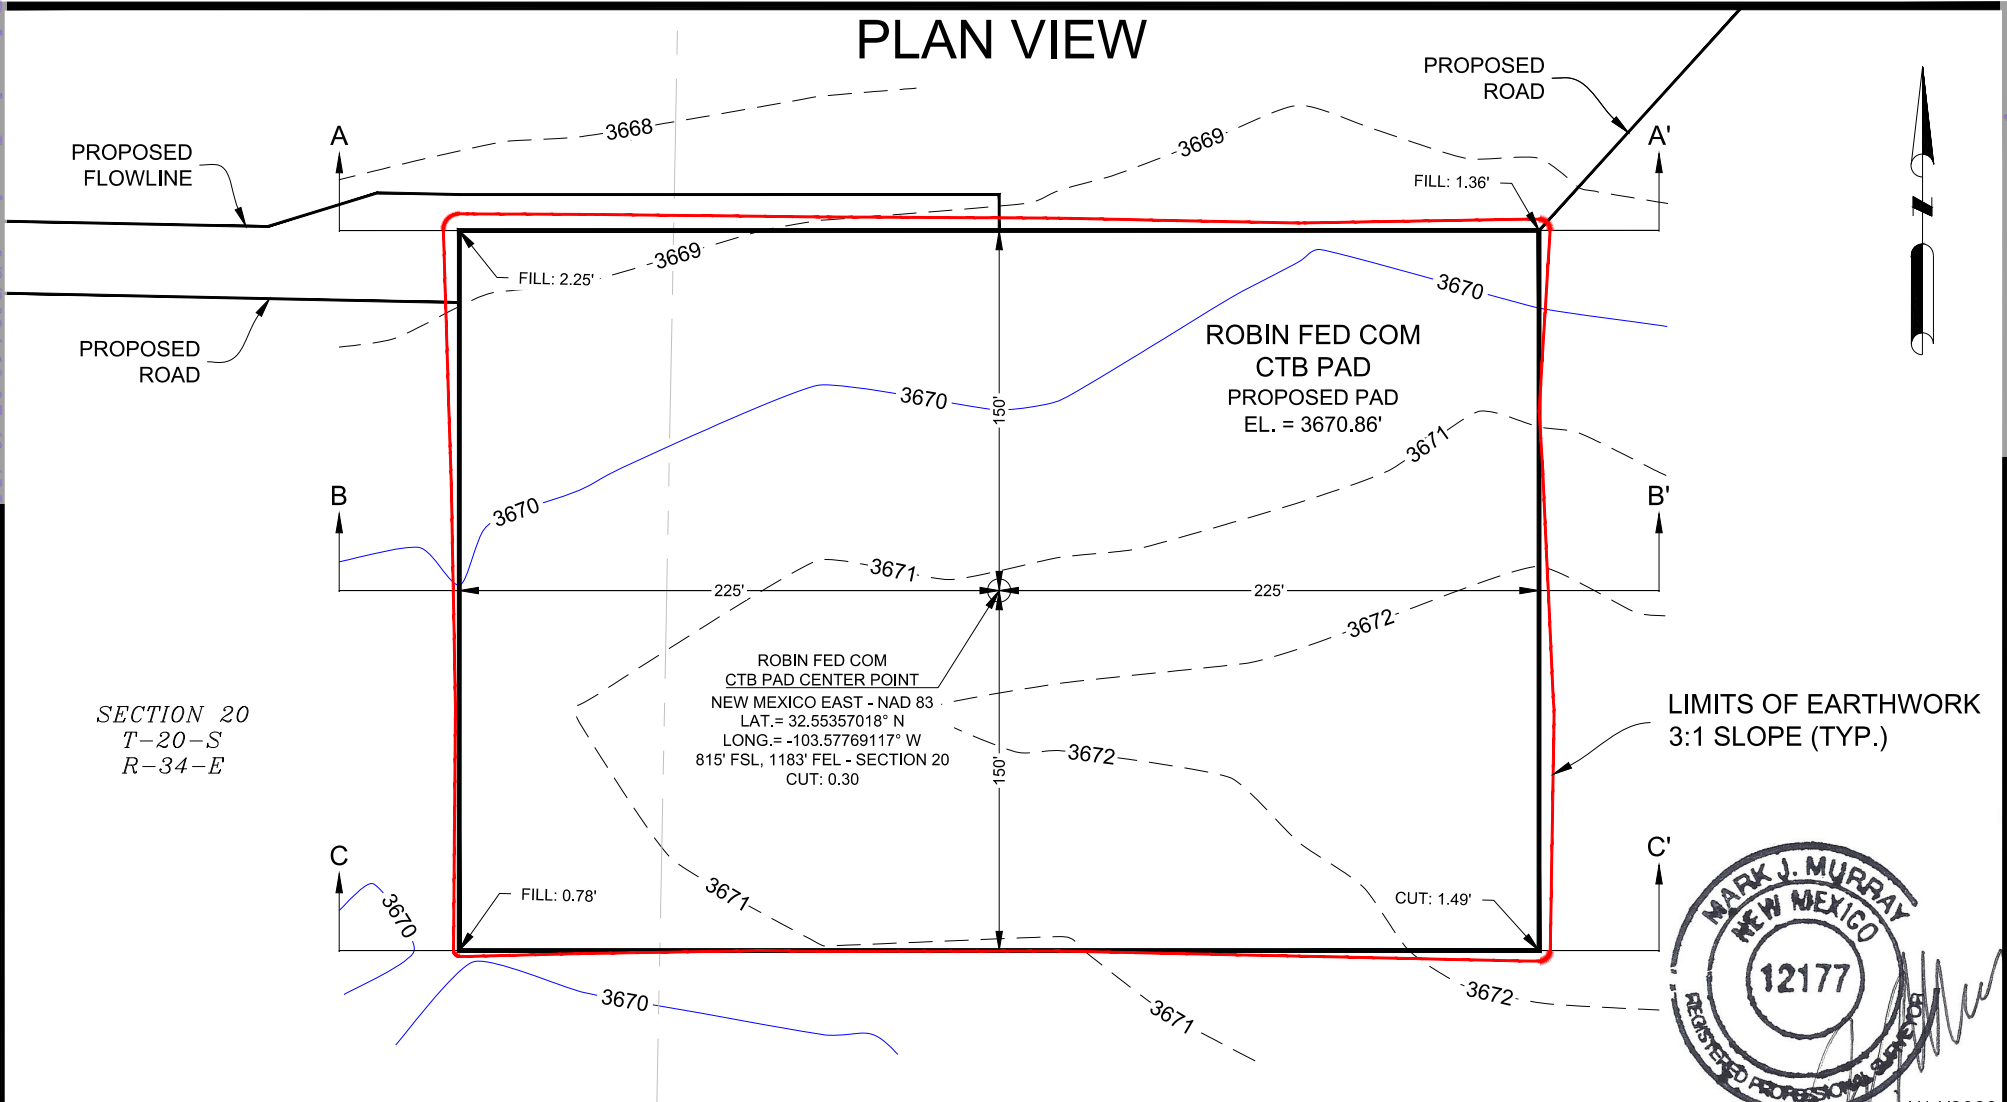 PLAN VIEW
PROPOSED
ROAD
A
3668
3669
A'
PROPOSED
FLOWLINE
FILL: 1.36'
N
3669
FILL: 2.25'
3670
PROPOSED
ROAD
ROBIN FED COM
CTB PAD
PROPOSED PAD
EL. = 3670.86'
3670
150'
3671
B
3670
B'
3671
225'
225'
3672
ROBIN FED COM
CTB PAD CENTER POINT
NEW MEXICO EAST - NAD 83
LAT.= 32.55357018° N
LONG.= -103.57769117° W
815' FSL, 1183' FEL - SECTION 20
CUT: 0.30
SECTION 20
T-20-S
R-34-E
LIMITS OF EARTHWORK
3:1 SLOPE (TYP.)
3672
150'
C
C'
3670
FILL: 0.78'
3671
CUT: 1.49'
MARK J. MURRAY
NEW MEXICO
12177
REGISTERED PROFESSIONAL SURVEYOR
3670
3671
3672